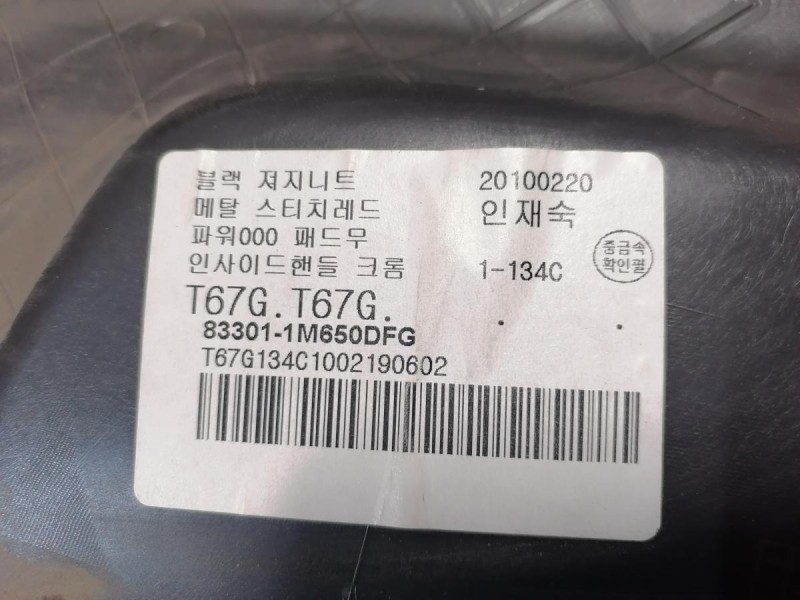 블랙 져지니트 20100220
메탈 스티치레드 인재숙
파워000 패드무
중금속
확인필
인사이드핸들 크롬 1-134C
T67G. T67G.
83301-1M650DFG
T67G134C1002190602